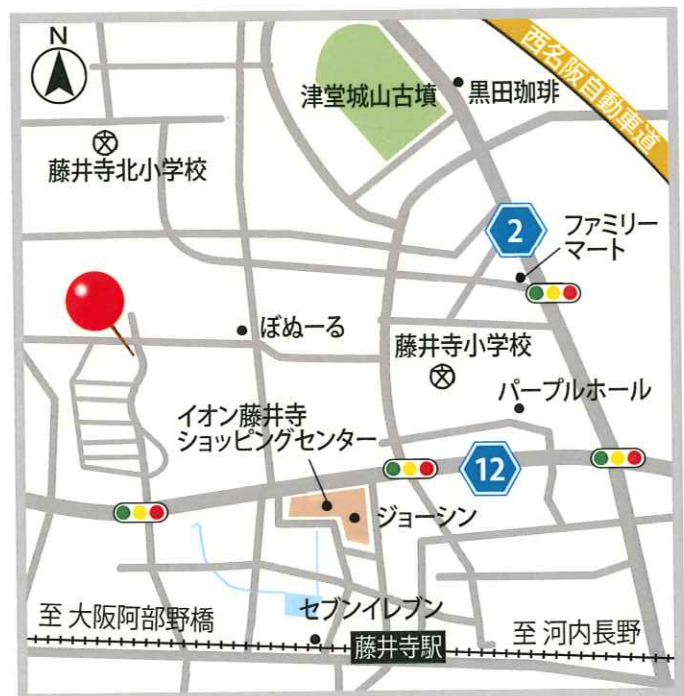 N
津堂城山古墳
黒田珈琲
西名阪自動車道
藤井寺北小学校
2
ファミリー
マート
ぼぬーる
藤井寺小学校
パープルホール
イオン藤井寺
ショッピングセンター
12
ジョーシン
セブンイレブン
至 大阪阿部野橋
藤井寺駅
至 河内長野